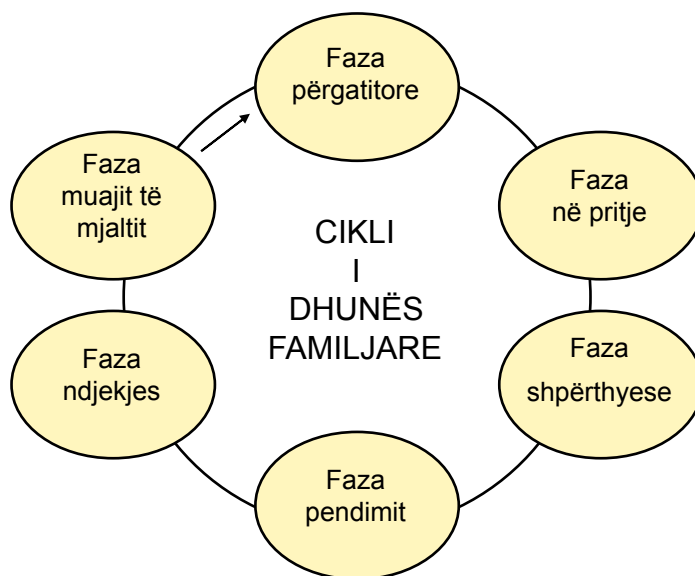 Faza
përgatitore
Faza
në pritje
Faza
shpërthyese
Faza
pendimit
Faza
ndjekjes
Faza
muajit të
mjaltit
CIKLI
I
DHUNËS
FAMILJARE